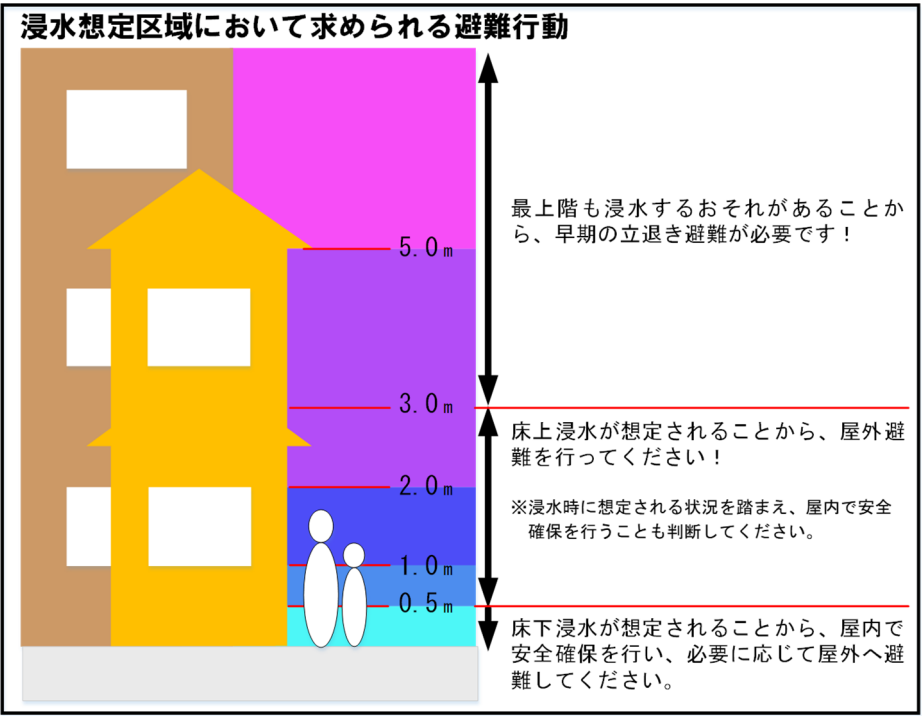 浸水想定区域において求められる避難行動
最上階も浸水するおそれがあることか
ら、早期の立退き避難が必要です！
5.0m
3.0m
床上浸水が想定されることから、屋外避
難を行ってください！
2.0m
※浸水時に想定される状況を踏まえ、屋内で安全
確保を行うことも判断してください。
1.0m
0.5m
床下浸水が想定されることから、屋内で
安全確保を行い、必要に応じて屋外へ避
難してください。